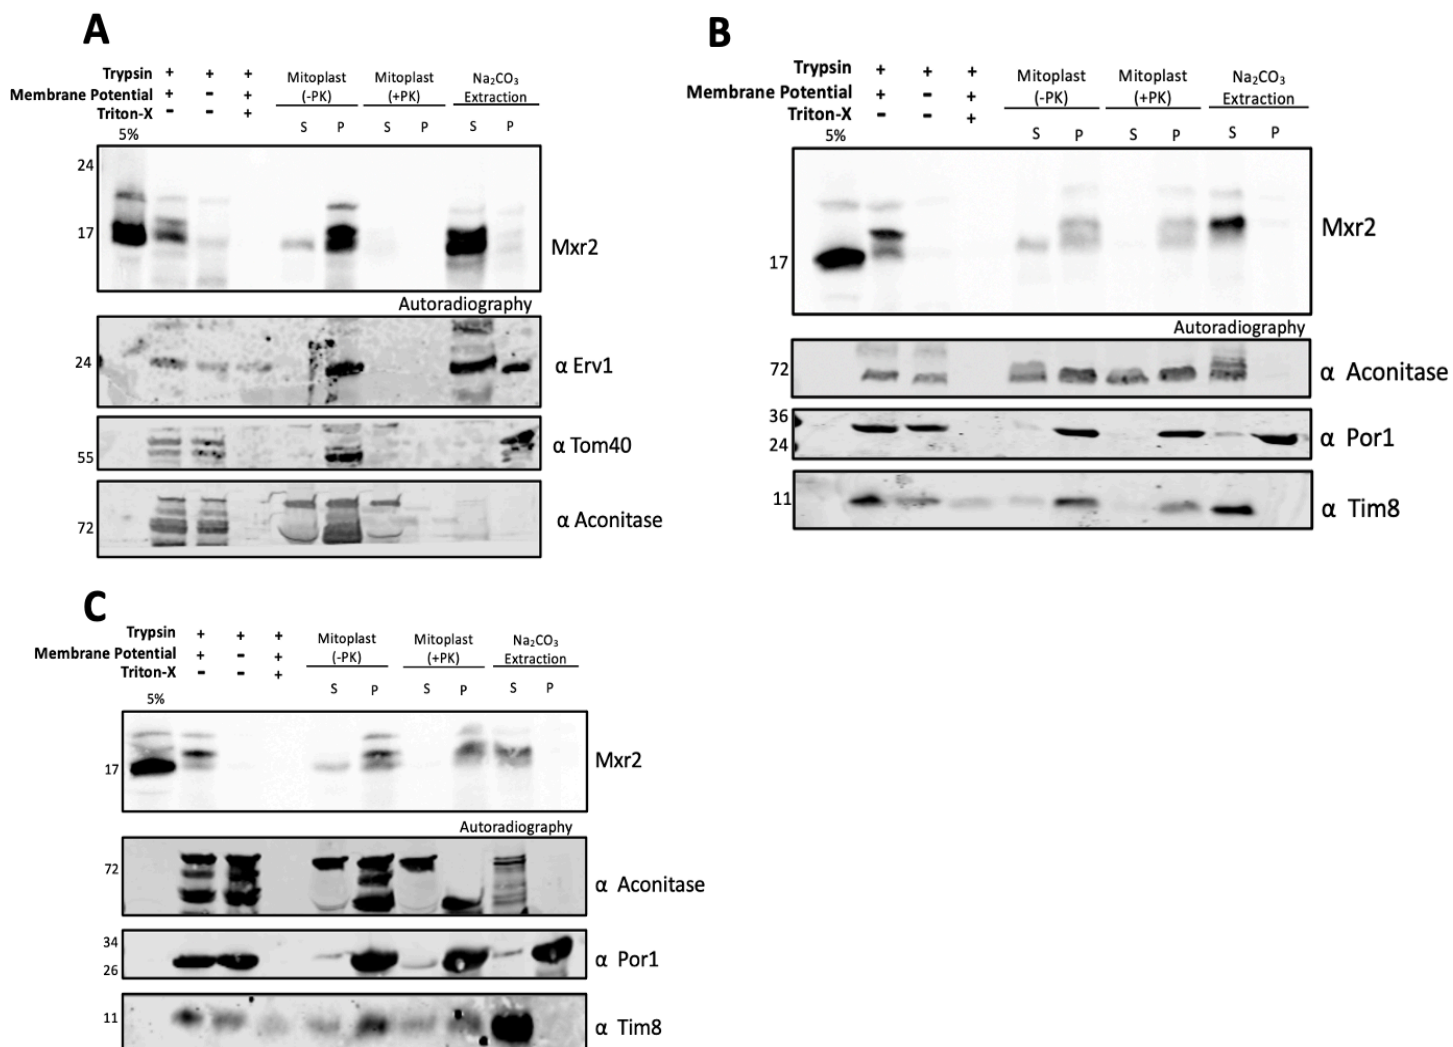 A
Trypsin + + +
Membrane Potential + - +
Triton-X - - +
Mitoplast (-PK)
Mitoplast (+PK)
Na₂CO₃ Extraction
5% S P S P S P
24
17
Mxr2
Autoradiography
24
α Erv1
55
α Tom40
72
α Aconitase
B
Trypsin + + +
Membrane Potential + - +
Triton-X - - +
Mitoplast (-PK)
Mitoplast (+PK)
Na₂CO₃ Extraction
5% S P S P S P
17
Mxr2
Autoradiography
72
α Aconitase
36
24
α Por1
11
α Tim8
C
Trypsin + + +
Membrane Potential + - +
Triton-X - - +
Mitoplast (-PK)
Mitoplast (+PK)
Na₂CO₃ Extraction
5% S P S P S P
17
Mxr2
Autoradiography
72
α Aconitase
34
26
α Por1
11
α Tim8